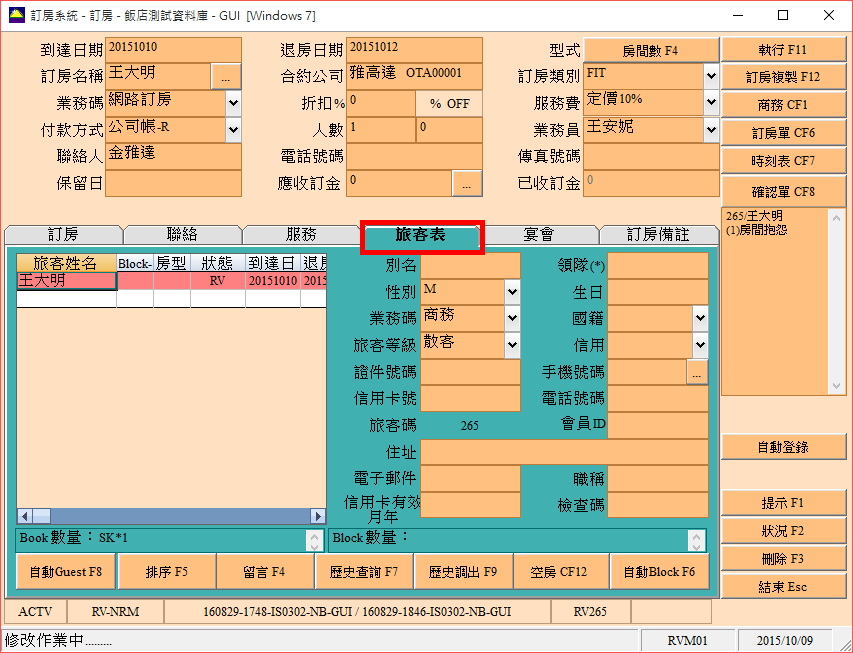 訂房系統 - 訂房 - 飯店測試資料庫 - GUI [Windows 7]
到達日期 20151010 退房日期 20151012 型式 房間數 F4 執行 F11
訂房名稱 王大明 ... 合約公司 雅高達 OTA00001 訂房類別 FIT 訂房複製 F12
業務碼 網路訂房 折扣% 0 % OFF 服務費 定價10% 商務 CF1
付款方式 公司帳-R 人數 1 0 業務員 王安妮 訂房單 CF6
聯絡人 金雅達 電話號碼 傳真號碼 時刻表 CF7
保留日 應收訂金 0 ... 已收訂金 0 確認單 CF8
265/王大明
(1)房間抱怨
訂房 聯絡 服務 旅客表 宴會 訂房備註
旅客姓名 Block- 房型 狀態 到達日 退房
王大明 RV 20151010 2015
別名 領隊(*)
性別 M 生日
業務碼 商務 國籍
旅客等級 散客 信用
證件號碼 手機號碼 ...
信用卡號 電話號碼
旅客碼 265 會員ID
住址
電子郵件 職稱
信用卡有效月年 檢查碼
自動登錄
提示 F1
狀況 F2
刪除 F3
結束 Esc
Book 數量：SK*1 Block 數量：
自動Guest F8 排序 F5 留言 F4 歷史查詢 F7 歷史調出 F9 空房 CF12 自動Block F6
ACTV RV-NRM 160829-1748-IS0302-NB-GUI / 160829-1846-IS0302-NB-GUI RV265
修改作業中......... RVM01 2015/10/09